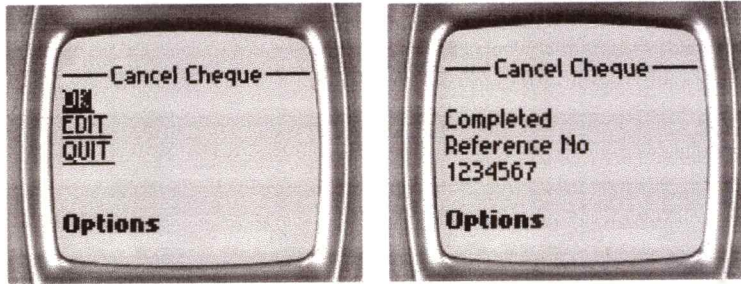 Cancel Cheque
OK
EDIT
QUIT
Options
Cancel Cheque
Completed
Reference No
1234567
Options